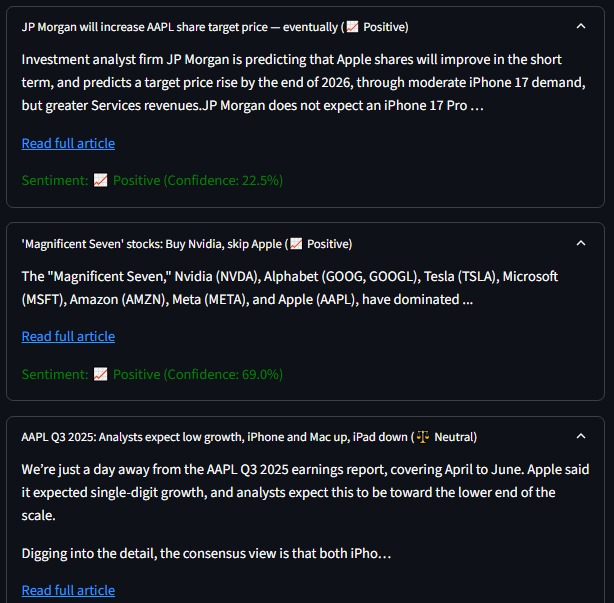 JP Morgan will increase AAPL share target price — eventually (📈 Positive)
Investment analyst firm JP Morgan is predicting that Apple shares will improve in the short
term, and predicts a target price rise by the end of 2026, through moderate iPhone 17 demand,
but greater Services revenues.JP Morgan does not expect an iPhone 17 Pro …
Read full article
Sentiment: 📈 Positive (Confidence: 22.5%)
'Magnificent Seven' stocks: Buy Nvidia, skip Apple (📈 Positive)
The "Magnificent Seven," Nvidia (NVDA), Alphabet (GOOG, GOOGL), Tesla (TSLA), Microsoft
(MSFT), Amazon (AMZN), Meta (META), and Apple (AAPL), have dominated ...
Read full article
Sentiment: 📈 Positive (Confidence: 69.0%)
AAPL Q3 2025: Analysts expect low growth, iPhone and Mac up, iPad down (⚖️ Neutral)
We’re just a day away from the AAPL Q3 2025 earnings report, covering April to June. Apple said
it expected single-digit growth, and analysts expect this to be toward the lower end of the
scale.
Digging into the detail, the consensus view is that both iPho…
Read full article